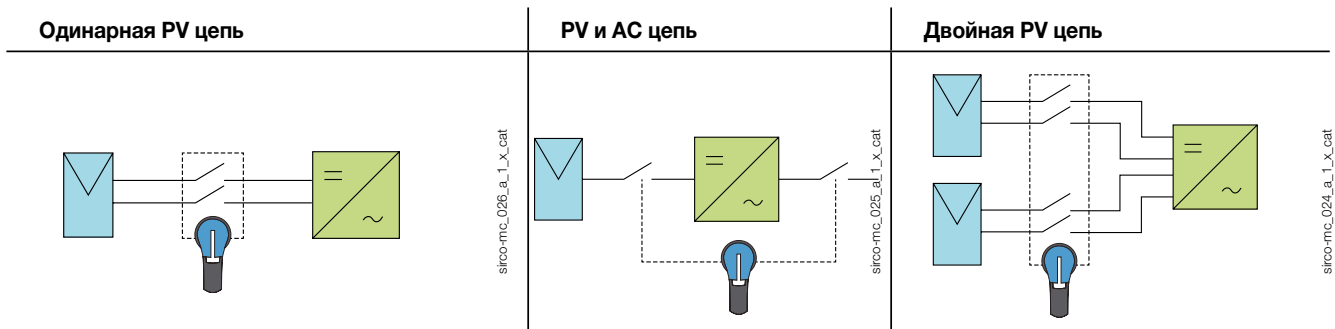 Одинарная PV цепь
PV и AC цепь
Двойная PV цепь
sirco-mc_026_a_1_x_cat
sirco-mc_025_a_1_x_cat
sirco-mc_024_a_1_x_cat